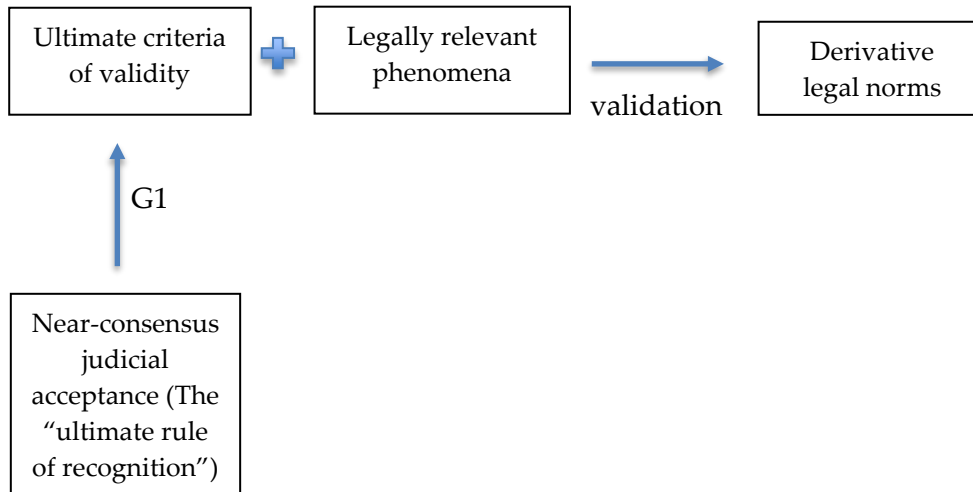 Ultimate criteria
of validity
Legally relevant
phenomena
validation
Derivative
legal norms
G1
Near-consensus
judicial
acceptance (The
“ultimate rule
of recognition”)